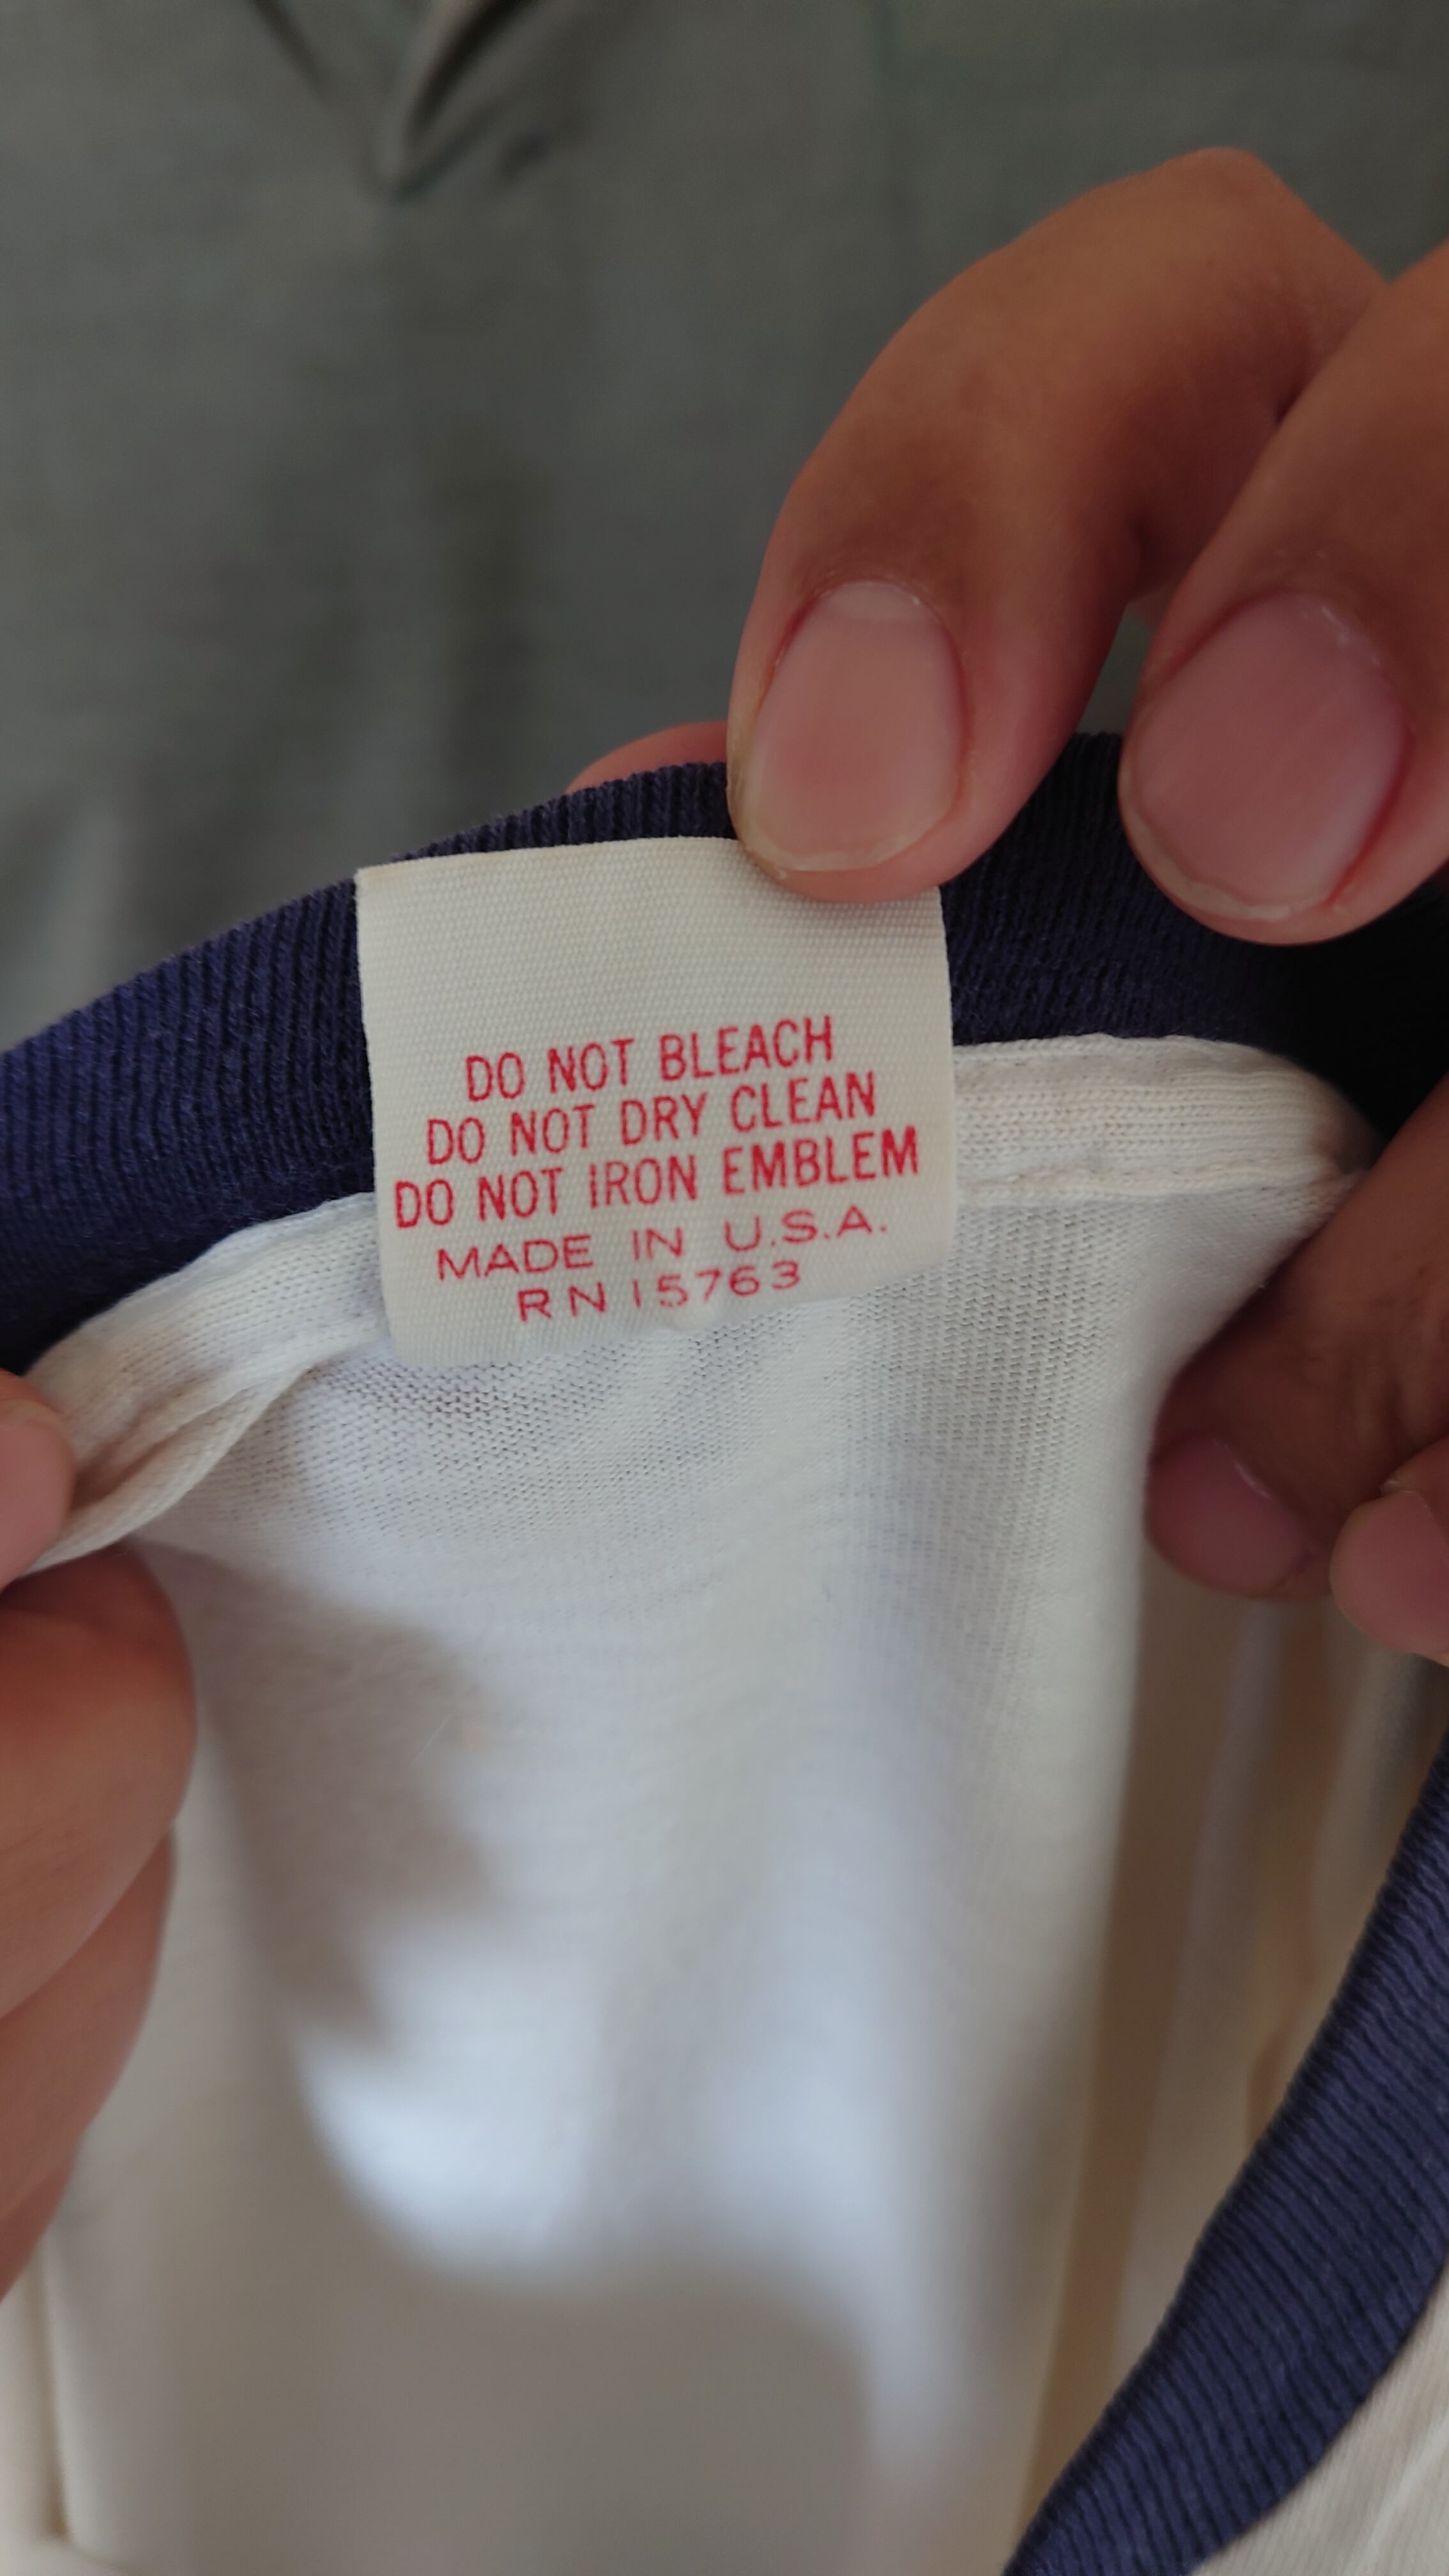 DO NOT BLEACH
DO NOT DRY CLEAN
DO NOT IRON EMBLEM
MADE IN U.S.A.
RN 15763